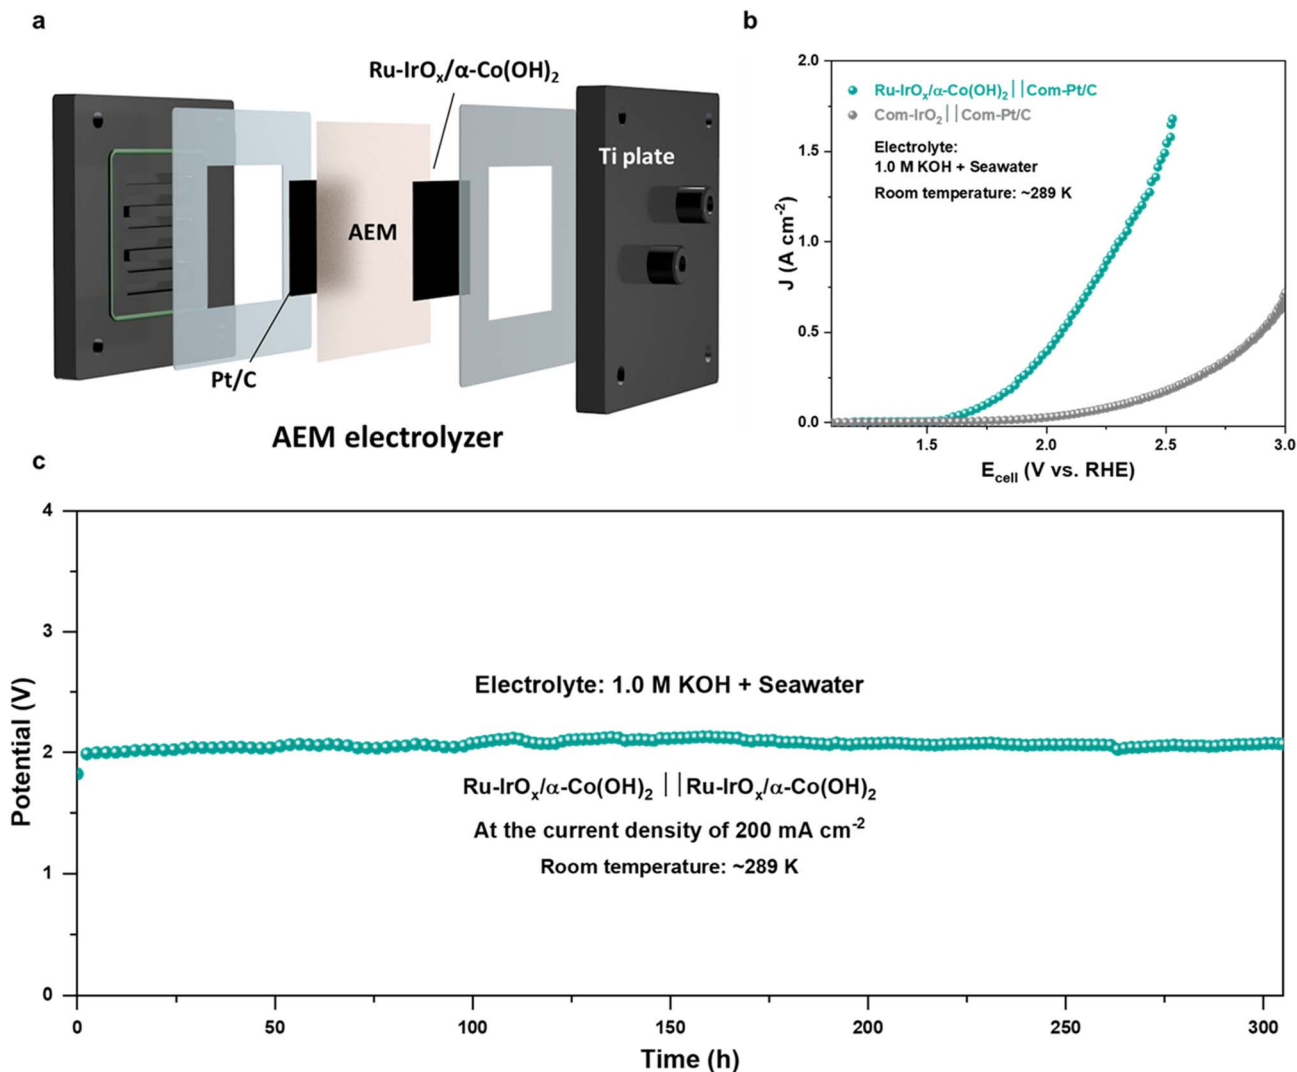 a
Ru-IrOₓ/α-Co(OH)₂
Ti plate
AEM
Pt/C
AEM electrolyzer
b
2.0
1.5
1.0
0.5
0.0
J (A cm⁻²)
Ru-IrOₓ/α-Co(OH)₂||Com-Pt/C
Com-IrO₂||Com-Pt/C
Electrolyte:
1.0 M KOH + Seawater
Room temperature: ~289 K
1.5 2.0 2.5 3.0
E_cell (V vs. RHE)
c
4
3
2
1
0
Potential (V)
Electrolyte: 1.0 M KOH + Seawater
Ru-IrOₓ/α-Co(OH)₂ ||Ru-IrOₓ/α-Co(OH)₂
At the current density of 200 mA cm⁻²
Room temperature: ~289 K
0 50 100 150 200 250 300
Time (h)